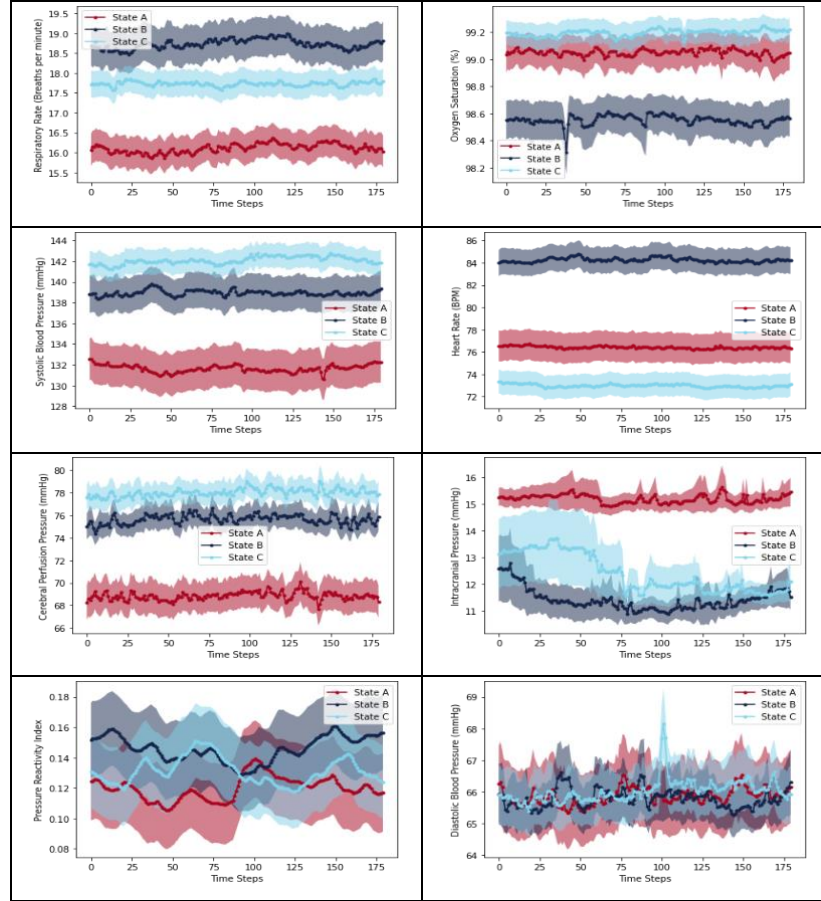 Respiratory Rate (Breaths per minute)
19.5
19.0
18.5
18.0
17.5
17.0
16.5
16.0
15.5
State A
State B
State C
0 25 50 75 100 125 150 175
Time Steps
Oxygen Saturation (%)
99.2
99.0
98.8
98.6
98.4
98.2
State A
State B
State C
0 25 50 75 100 125 150 175
Time Steps
Systolic Blood Pressure (mmHg)
144
142
140
138
136
134
132
130
128
State A
State B
State C
0 25 50 75 100 125 150 175
Time Steps
Heart Rate (BPM)
86
84
82
80
78
76
74
72
State A
State B
State C
0 25 50 75 100 125 150 175
Time Steps
Cerebral Perfusion Pressure (mmHg)
80
78
76
74
72
70
68
66
State A
State B
State C
0 25 50 75 100 125 150 175
Time Steps
Intracranial Pressure (mmHg)
16
15
14
13
12
11
State A
State B
State C
0 25 50 75 100 125 150 175
Time Steps
Pressure Reactivity Index
0.18
0.16
0.14
0.12
0.10
0.08
State A
State B
State C
0 25 50 75 100 125 150 175
Time Steps
Diastolic Blood Pressure (mmHg)
69
68
67
66
65
64
State A
State B
State C
0 25 50 75 100 125 150 175
Time Steps